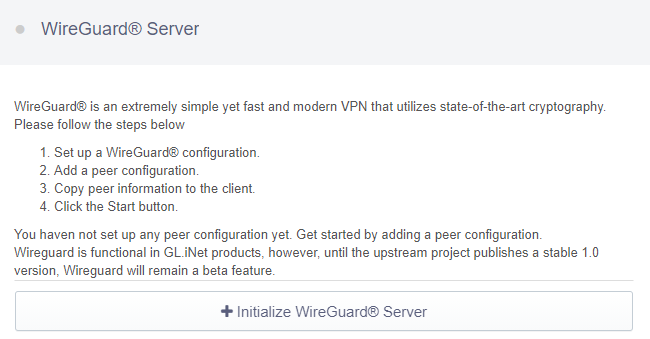 WireGuard® Server
WireGuard® is an extremely simple yet fast and modern VPN that utilizes state-of-the-art cryptography.
Please follow the steps below
1. Set up a WireGuard® configuration.
2. Add a peer configuration.
3. Copy peer information to the client.
4. Click the Start button.
You haven not set up any peer configuration yet. Get started by adding a peer configuration.
Wireguard is functional in GL.iNet products, however, until the upstream project publishes a stable 1.0
version, Wireguard will remain a beta feature.
+ Initialize WireGuard® Server